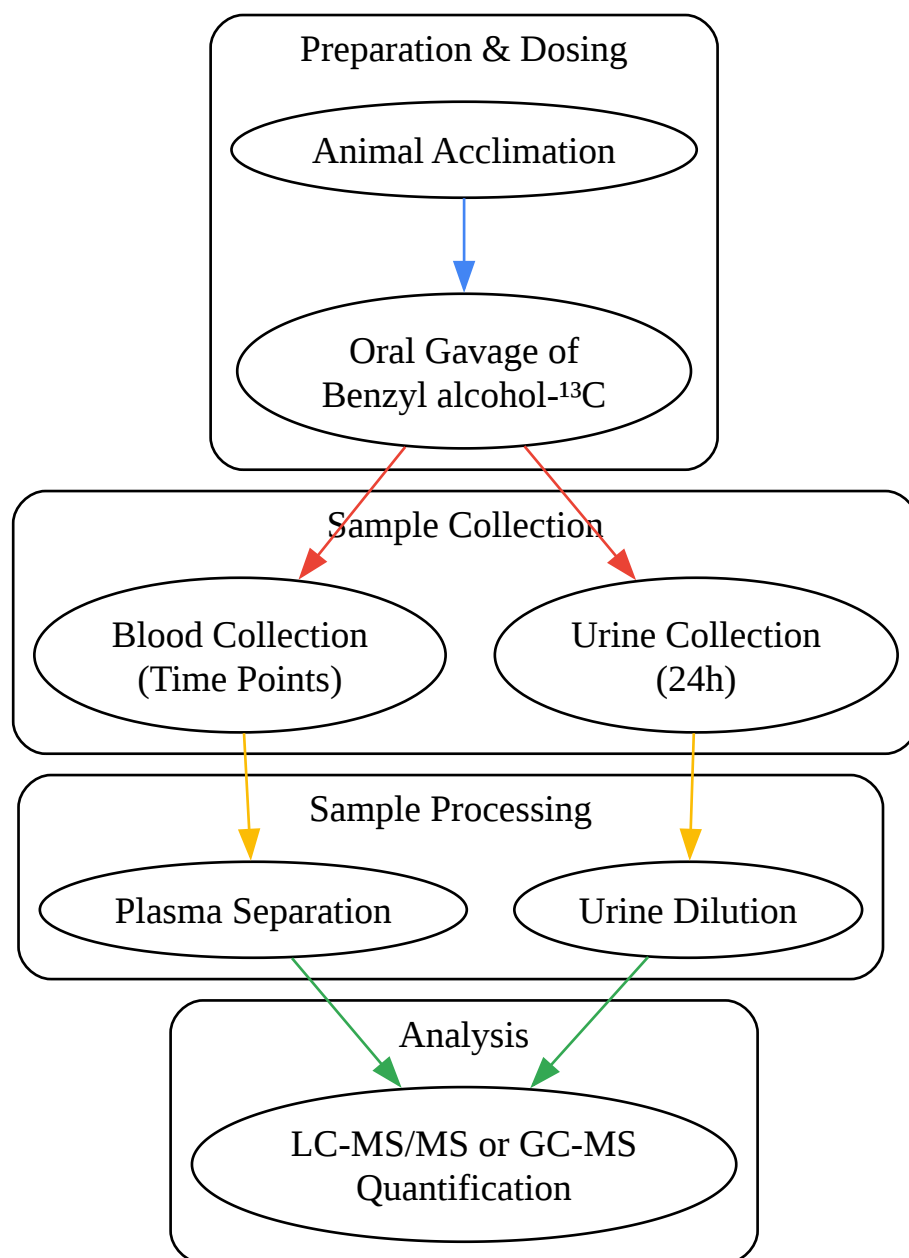 Preparation & Dosing
Animal Acclimation
Oral Gavage of
Benzyl alcohol-¹³C
Sample Collection
Blood Collection
(Time Points)
Urine Collection
(24h)
Sample Processing
Plasma Separation
Urine Dilution
Analysis
LC-MS/MS or GC-MS
Quantification